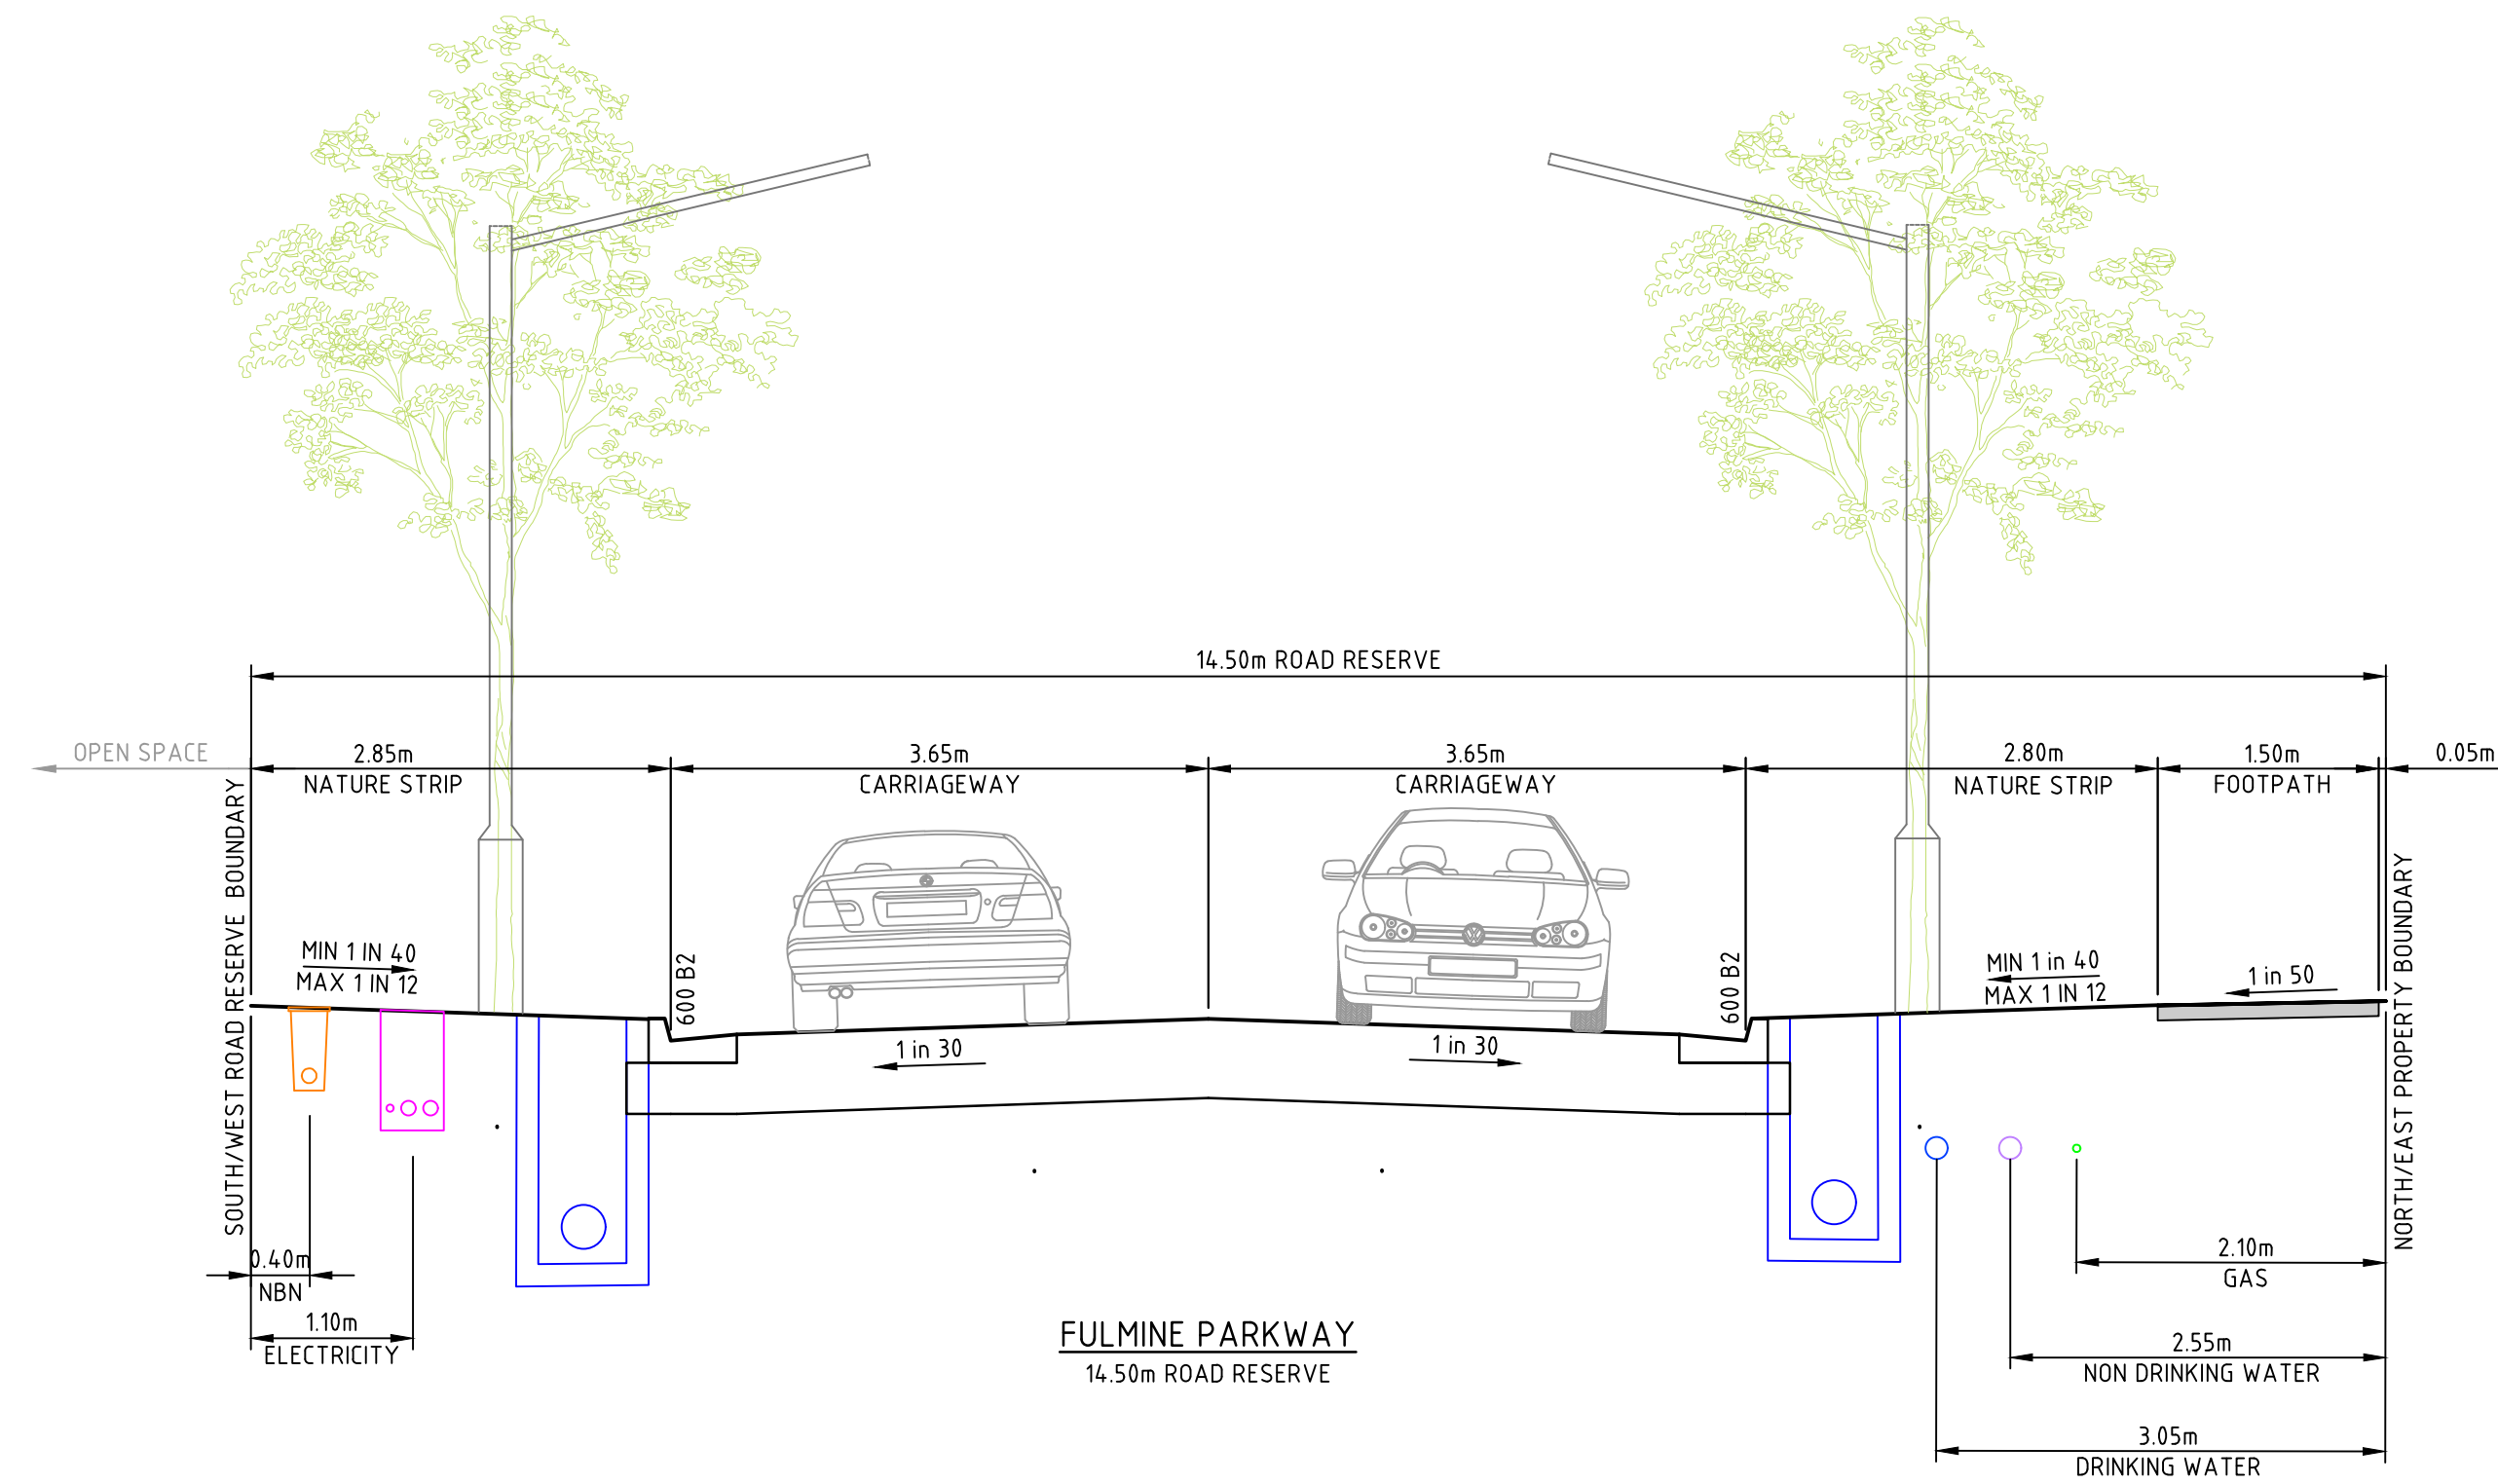 14.50m ROAD RESERVE
OPEN SPACE
2.85m
NATURE STRIP
3.65m
CARRIAGEWAY
3.65m
CARRIAGEWAY
2.80m
NATURE STRIP
1.50m
FOOTPATH
0.05m
SOUTH/WEST ROAD RESERVE BOUNDARY
MIN 1 IN 40
MAX 1 IN 12
600 B2
1 in 30
1 in 30
600 B2
MIN 1 in 40
MAX 1 IN 12
1 in 50
NORTH/EAST PROPERTY BOUNDARY
0.40m
NBN
1.10m
ELECTRICITY
FULMINE PARKWAY
14.50m ROAD RESERVE
2.10m
GAS
2.55m
NON DRINKING WATER
3.05m
DRINKING WATER